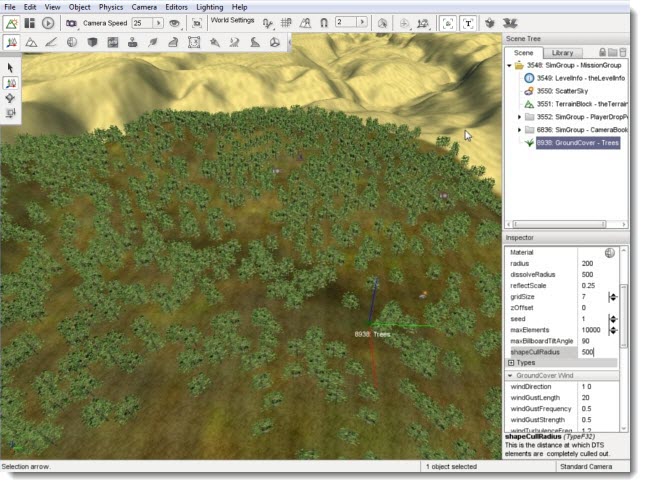 File Edit View Object Physics Camera Editors Lighting Help
Camera Speed 25 World Settings 2
Scene Tree
Scene Library
3548: SimGroup - MissionGroup
3549: LevelInfo - theLevelInfo
3550: ScatterSky
3551: TerrainBlock - theTerrain
3552: SimGroup - PlayerDropPo
6836: SimGroup - CameraBook
8938: GroundCover - Trees
8938: Trees
Inspector
Material
radius 200
dissolveRadius 500
reflectScale 0.25
gridSize 7
zOffset 0
seed 1
maxElements 10000
maxBillboardTiltAngle 90
shapeCullRadius 500
Types
GroundCover Wind
windDirection 1 0
windGustLength 20
windGustFrequency 0.5
windGustStrength 0.5
windTurbulenceFreq 1.2
shapeCullRadius (TypeF32)
This is the distance at which DTS
elements are completely culled out.
Selection arrow. 1 object selected Standard Camera